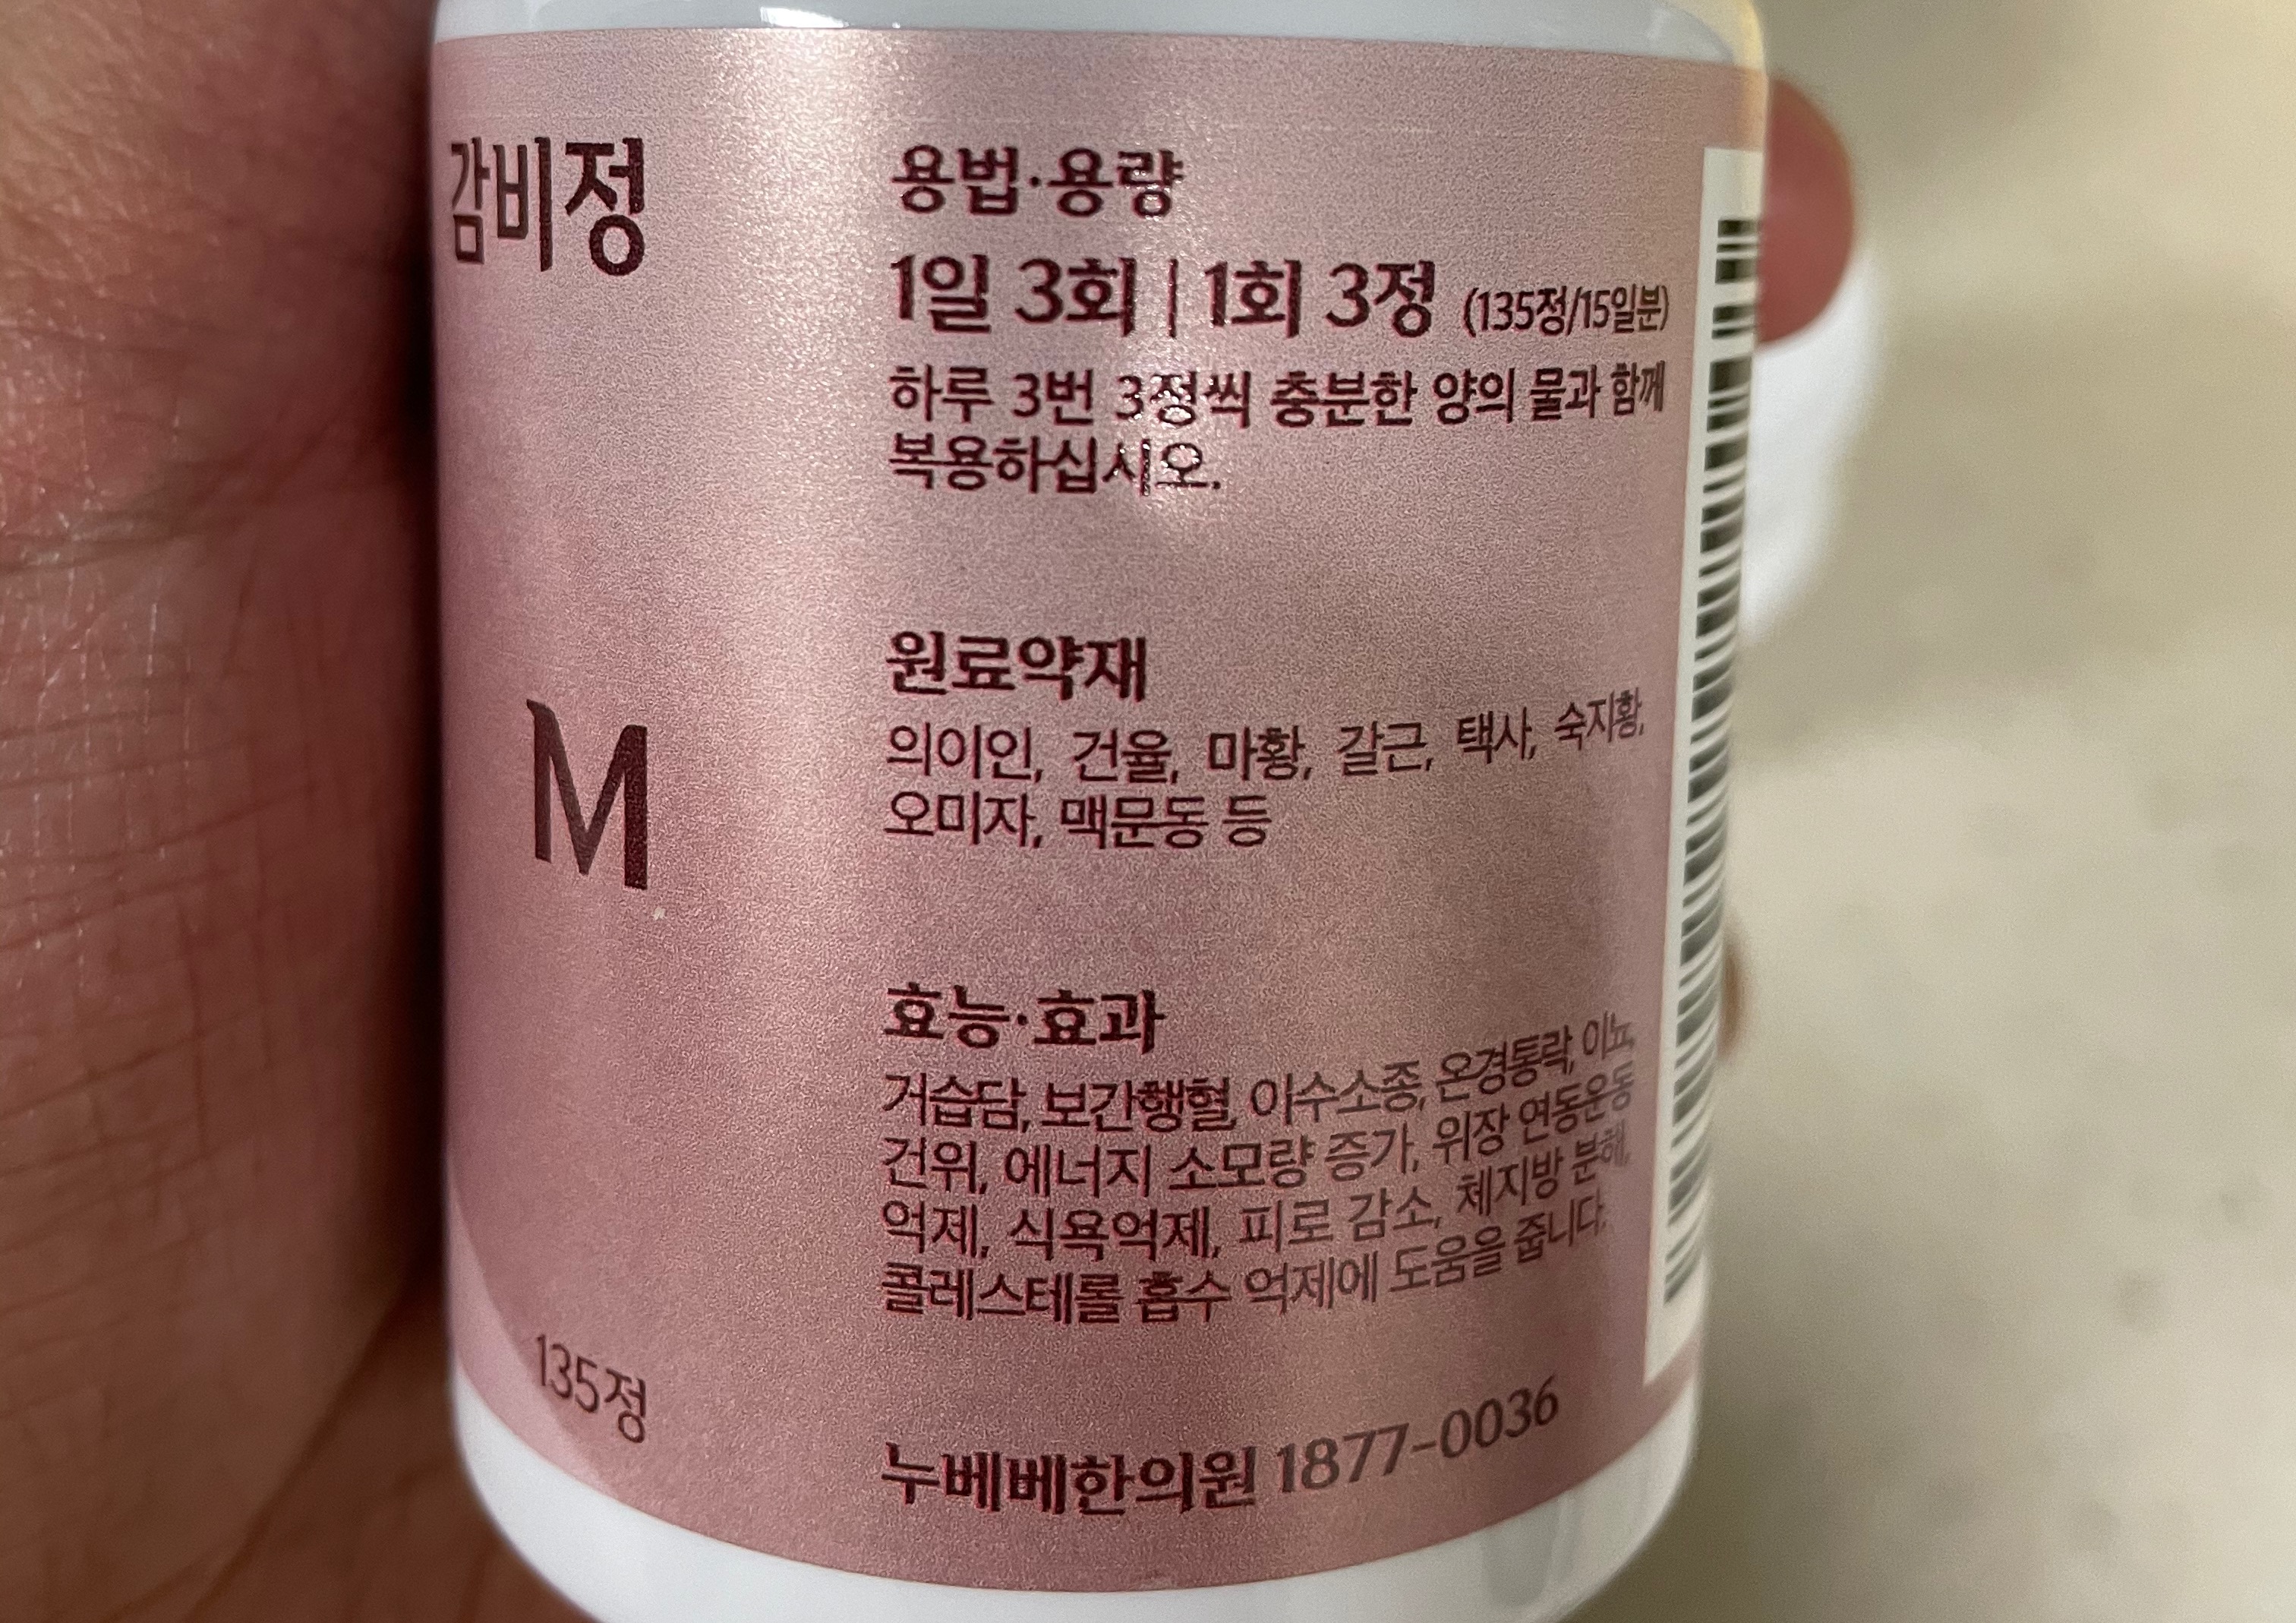 감비정
M
135정
용법·용량
1일 3회 | 1회 3정 (135정/15일분)
하루 3번 3정씩 충분한 양의 물과 함께
복용하십시오.
원료약재
의이인, 건율, 마황, 갈근, 택사, 숙지황,
오미자, 맥문동 등
효능·효과
거습담, 보간행혈, 이수소종, 온경통락, 이뇨,
건위, 에너지 소모량 증가, 위장 연동운동
억제, 식욕억제, 피로 감소, 체지방 분해,
콜레스테롤 흡수 억제에 도움을 줍니다.
누베베한의원 1877-0036